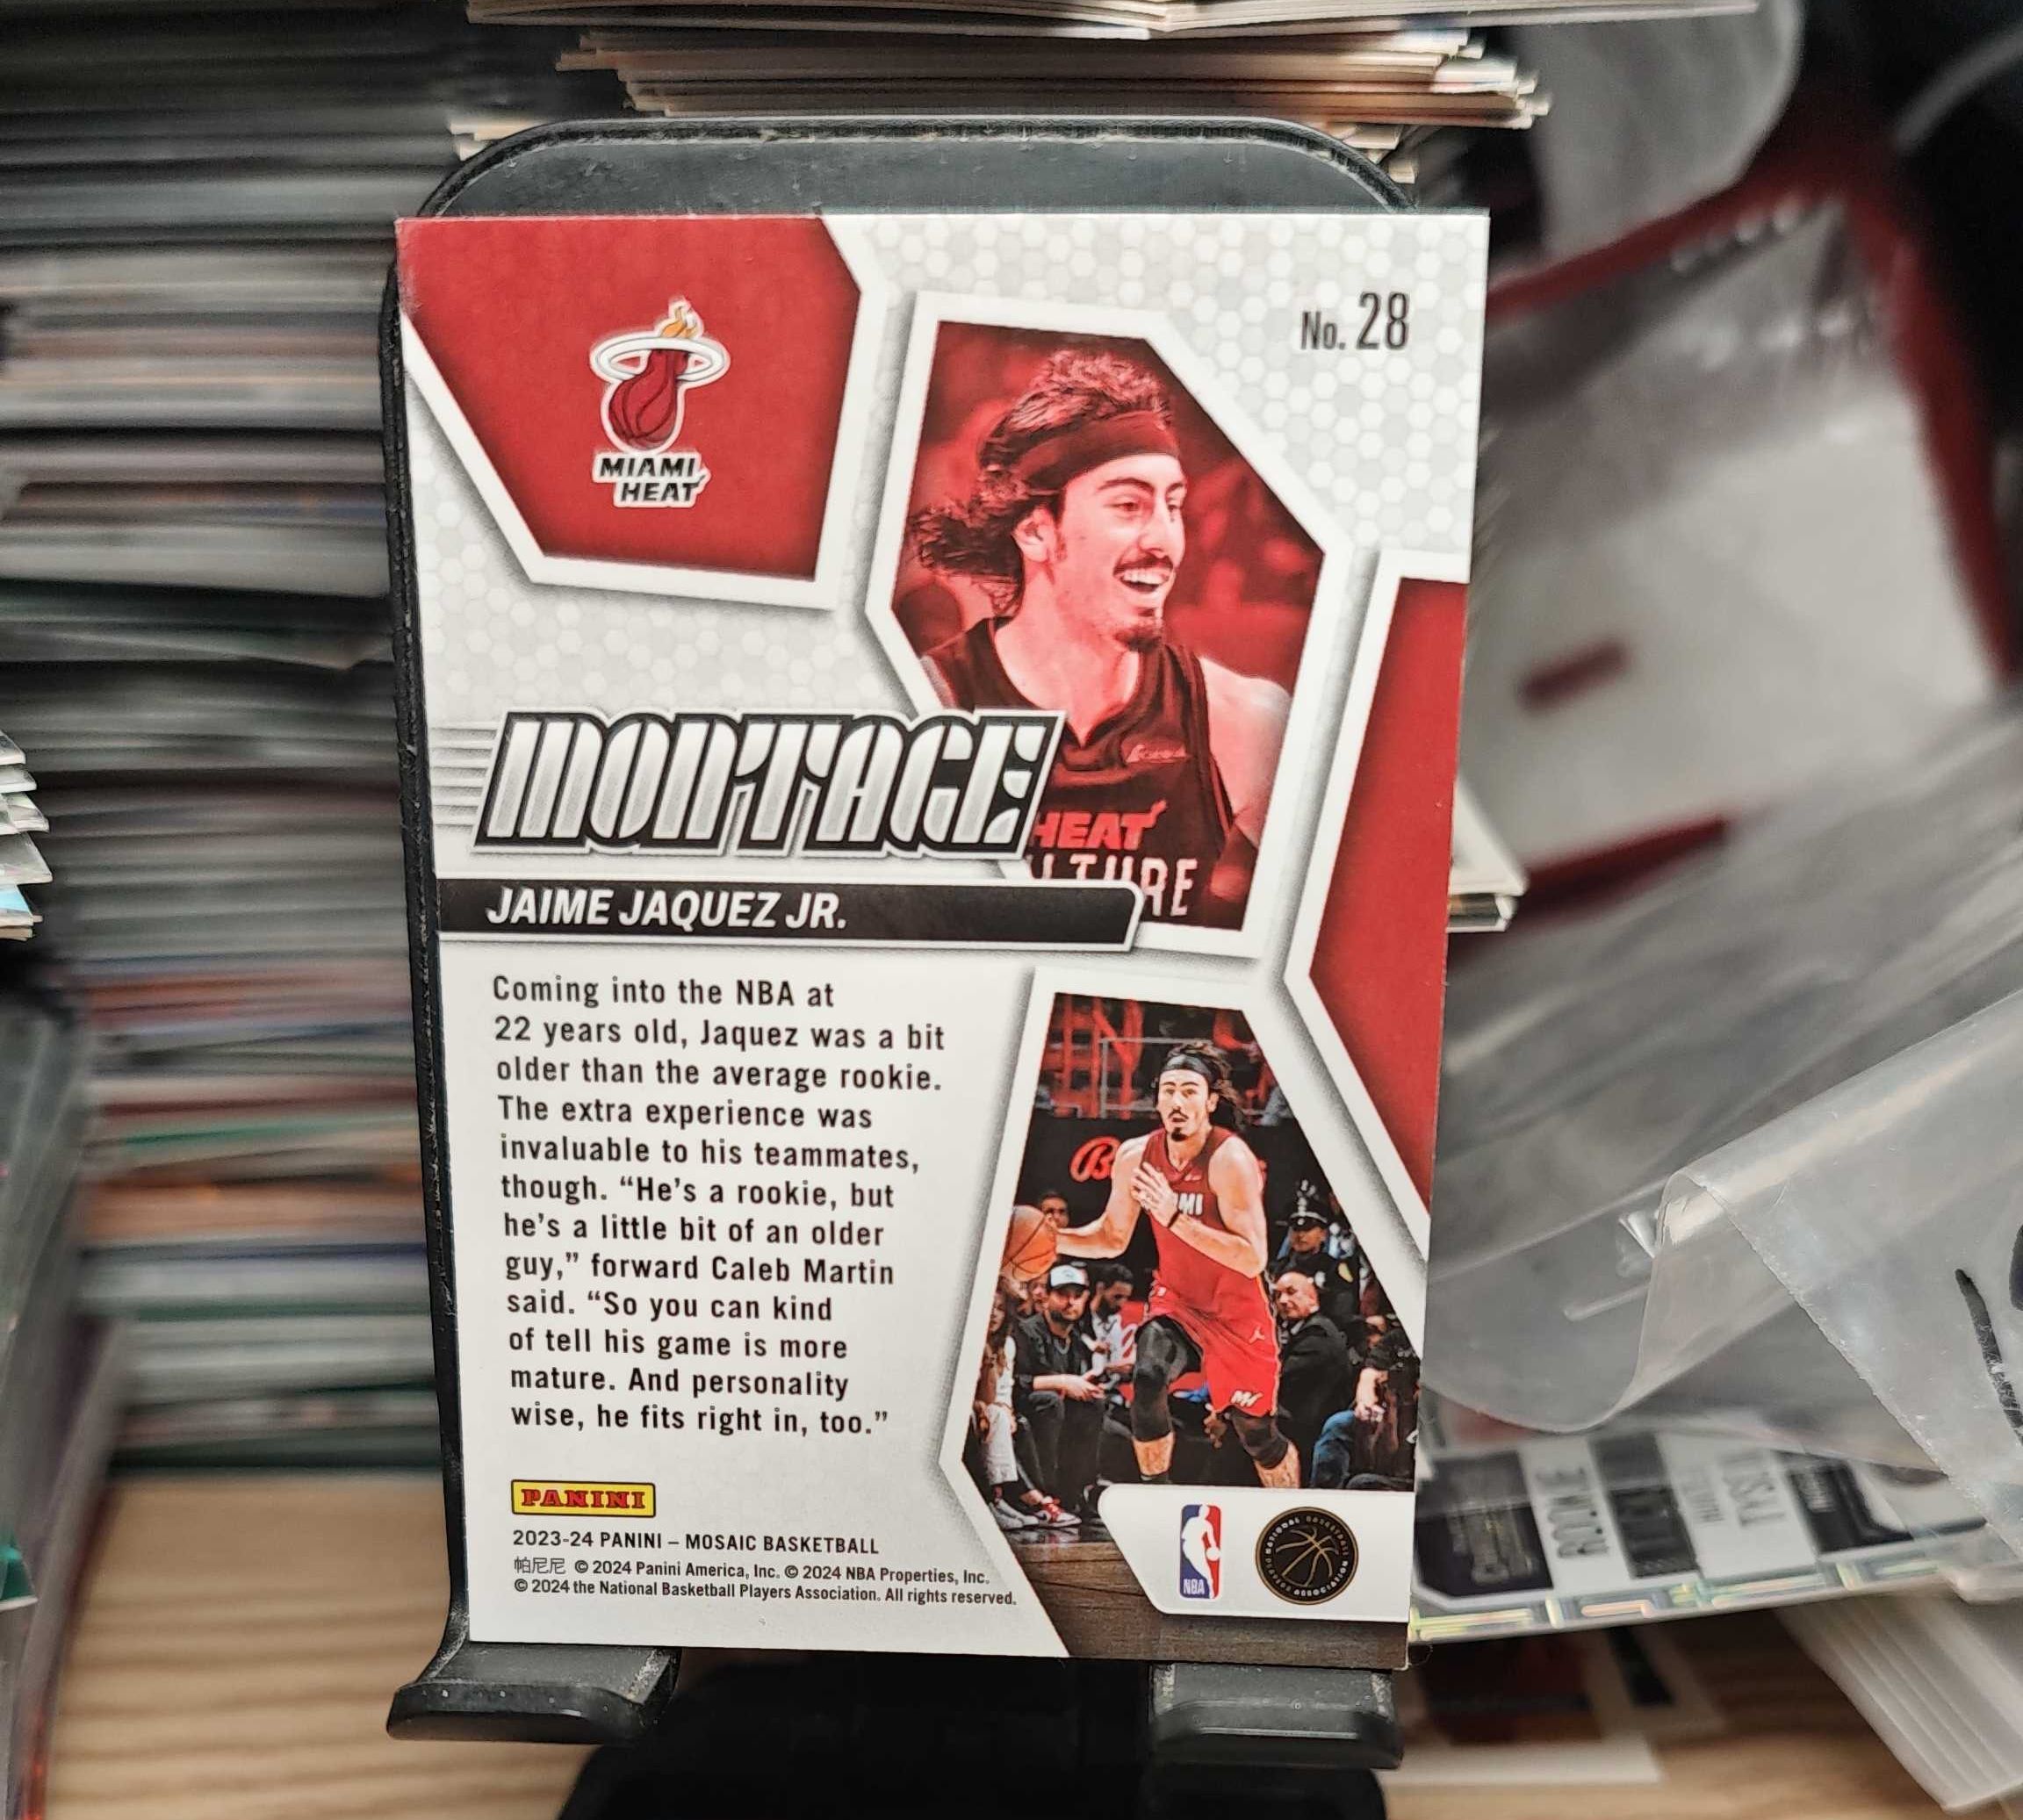 No. 28
MIAMI
HEAT
HEAT
MONTAGE
JAIME JAQUEZ JR.
Coming into the NBA at
22 years old, Jaquez was a bit
older than the average rookie.
The extra experience was
invaluable to his teammates,
though. “He’s a rookie, but
he’s a little bit of an older
guy,” forward Caleb Martin
said. “So you can kind
of tell his game is more
mature. And personality
wise, he fits right in, too.”
PANINI
2023-24 PANINI – MOSAIC BASKETBALL
帕尼尼 © 2024 Panini America, Inc. © 2024 NBA Properties, Inc.
© 2024 the National Basketball Players Association. All rights reserved.
NBA
NATIONAL BASKETBALL
PLAYERS ASSOCIATION